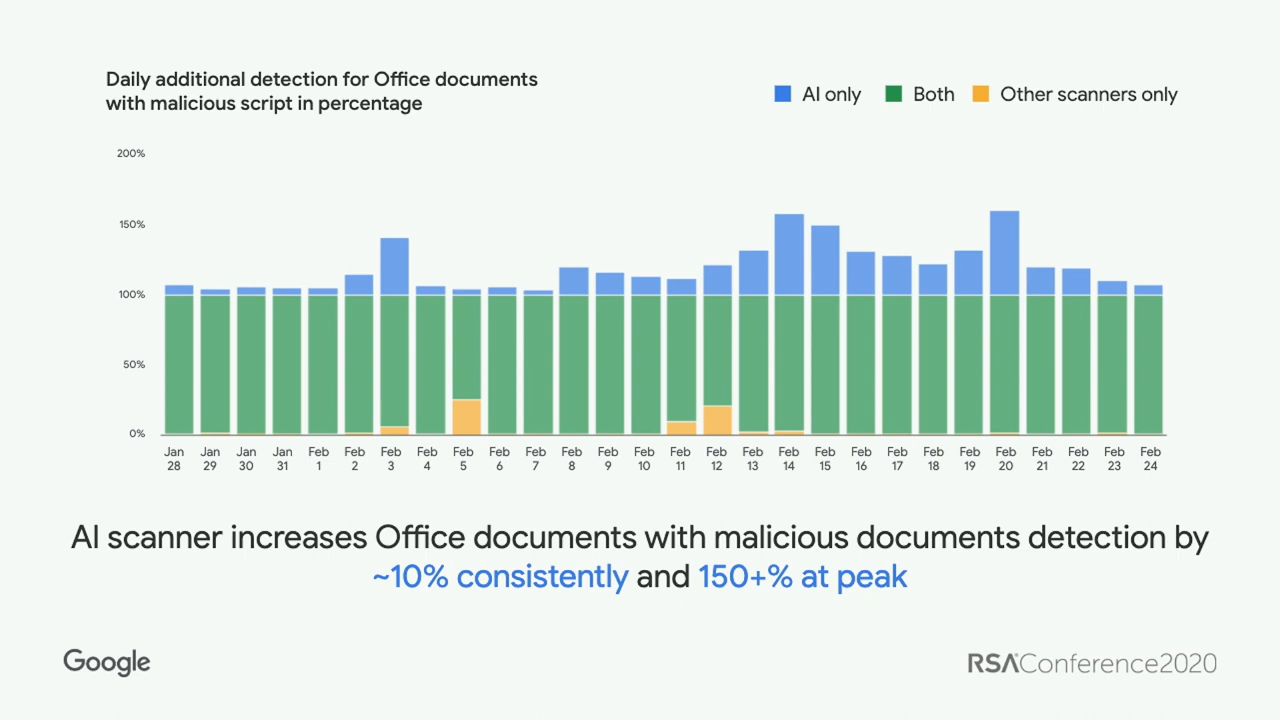 Daily additional detection for Office documents
with malicious script in percentage
AI only Both Other scanners only
200%
150%
100%
50%
0%
Jan Jan Jan Jan Feb Feb Feb Feb Feb Feb Feb Feb Feb Feb Feb Feb Feb Feb Feb Feb Feb Feb Feb Feb Feb Feb Feb Feb
28 29 30 31 1 2 3 4 5 6 7 8 9 10 11 12 13 14 15 16 17 18 19 20 21 22 23 24
AI scanner increases Office documents with malicious documents detection by
~10% consistently and 150+% at peak
Google
RSAConference2020